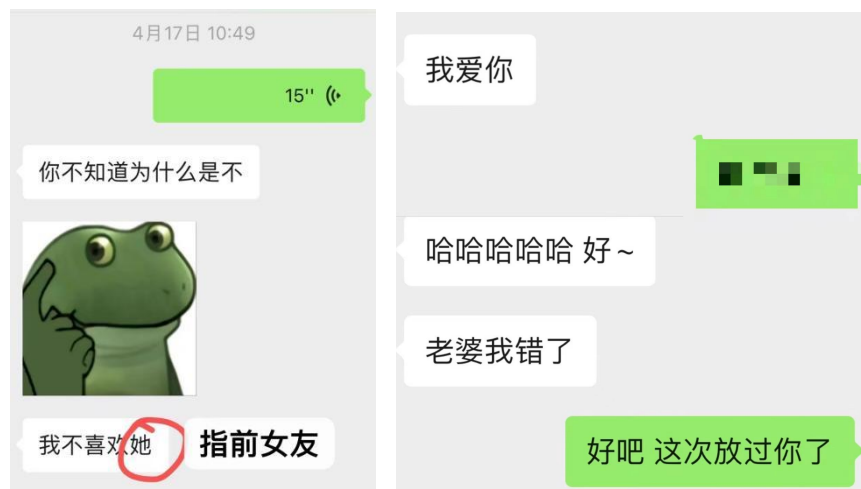 4月17日 10:49
15''
你不知道为什么是不
我不喜欢她
指前女友
我爱你
哈哈哈哈哈 好~
老婆我错了
好吧 这次放过你了